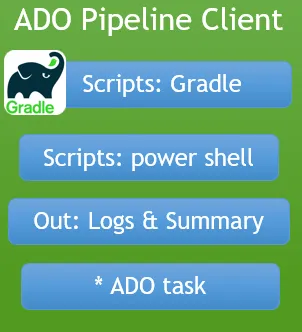 ADO Pipeline Client
Gradle
Scripts: Gradle
Scripts: power shell
Out: Logs & Summary
* ADO task